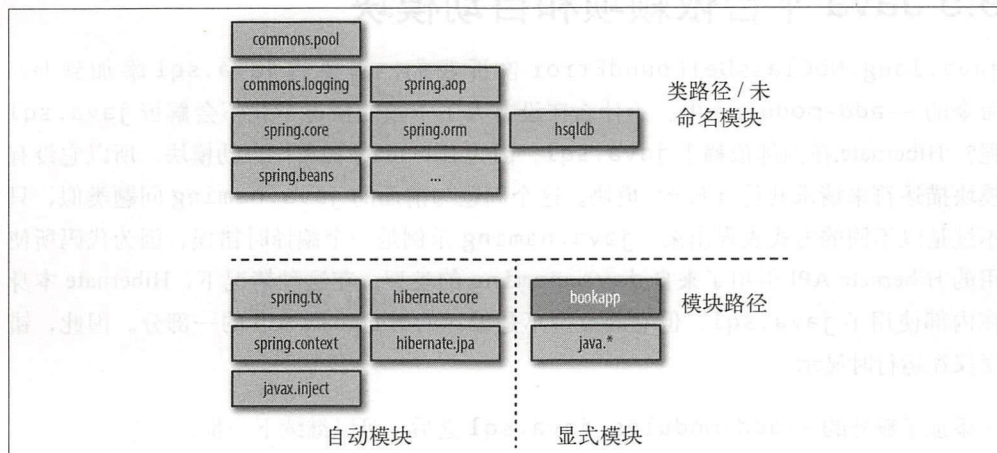 commons.pool
commons.logging
spring.aop
类路径 / 未
命名模块
spring.core
spring.orm
hsqldb
spring.beans
...
spring.tx
hibernate.core
bookapp
模块路径
spring.context
hibernate.jpa
java.*
javax.inject
自动模块
显式模块